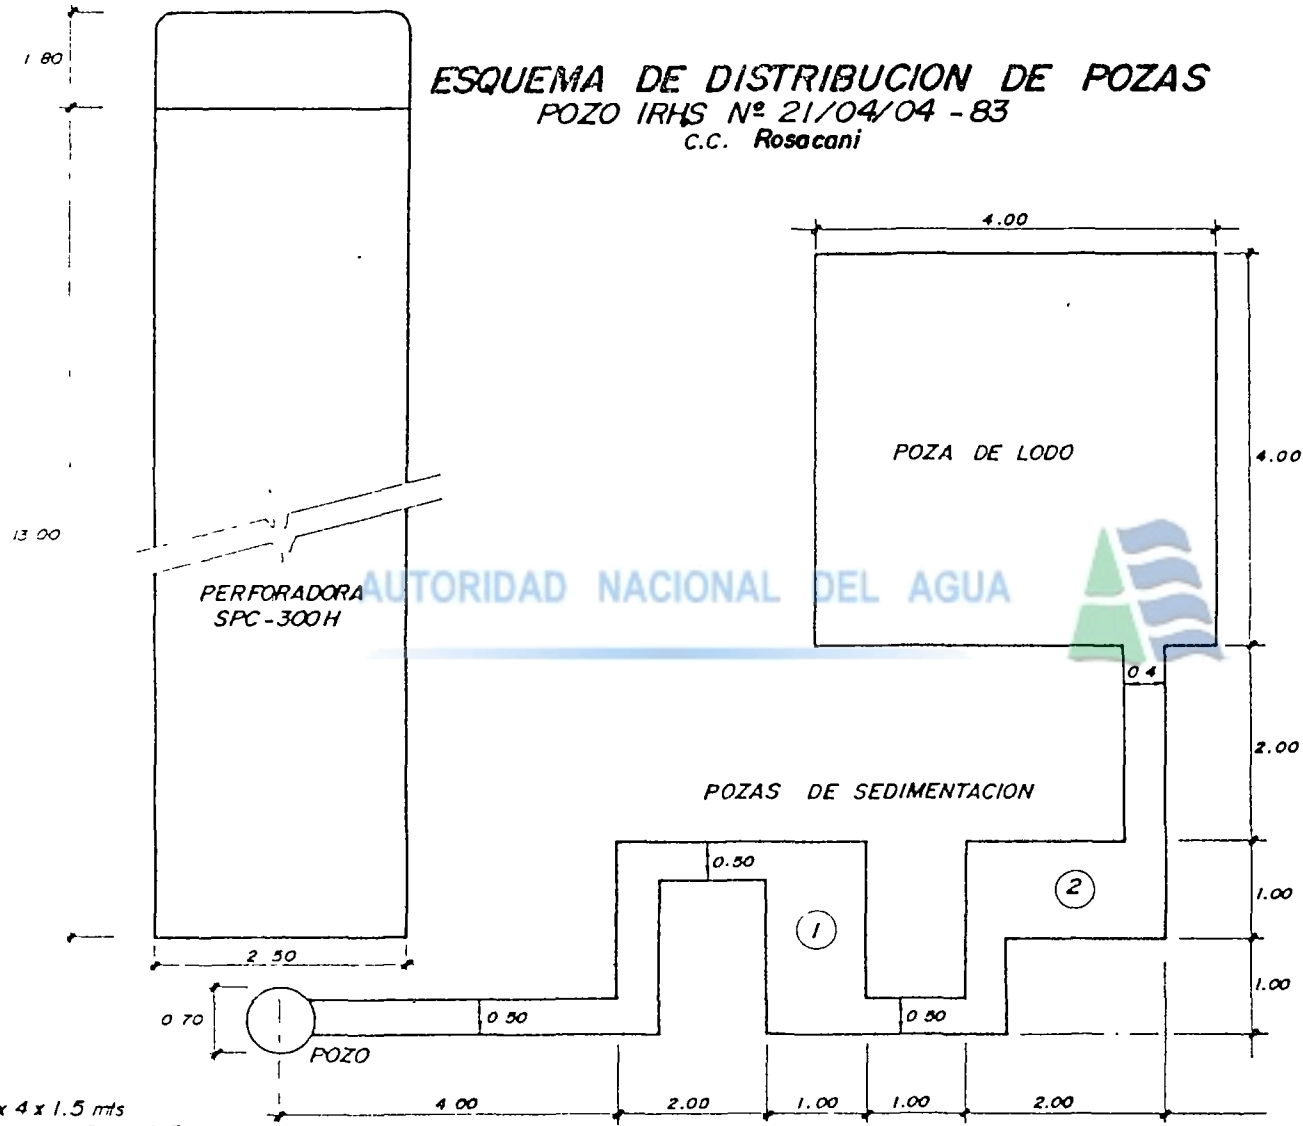 1 80
ESQUEMA DE DISTRIBUCION DE POZAS
POZO IRHS Nº 21/04/04 - 83
C.C. Rosacani
4.00
POZA DE LODO
4.00
13 00
PERFORADORA
SPC-300H
AUTORIDAD NACIONAL DEL AGUA
0 4
2.00
POZAS DE SEDIMENTACION
0.50
1
2
1.00
2 50
1.00
0 70
0 50
0 50
POZO
4 00
2.00
1.00
1.00
2.00
x 4 x 1.5 mts